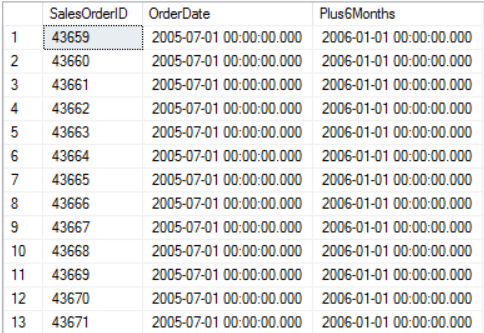 SalesOrderID OrderDate Plus6Months
1 43659 2005-07-01 00:00:00.000 2006-01-01 00:00:00.000
2 43660 2005-07-01 00:00:00.000 2006-01-01 00:00:00.000
3 43661 2005-07-01 00:00:00.000 2006-01-01 00:00:00.000
4 43662 2005-07-01 00:00:00.000 2006-01-01 00:00:00.000
5 43663 2005-07-01 00:00:00.000 2006-01-01 00:00:00.000
6 43664 2005-07-01 00:00:00.000 2006-01-01 00:00:00.000
7 43665 2005-07-01 00:00:00.000 2006-01-01 00:00:00.000
8 43666 2005-07-01 00:00:00.000 2006-01-01 00:00:00.000
9 43667 2005-07-01 00:00:00.000 2006-01-01 00:00:00.000
10 43668 2005-07-01 00:00:00.000 2006-01-01 00:00:00.000
11 43669 2005-07-01 00:00:00.000 2006-01-01 00:00:00.000
12 43670 2005-07-01 00:00:00.000 2006-01-01 00:00:00.000
13 43671 2005-07-01 00:00:00.000 2006-01-01 00:00:00.000